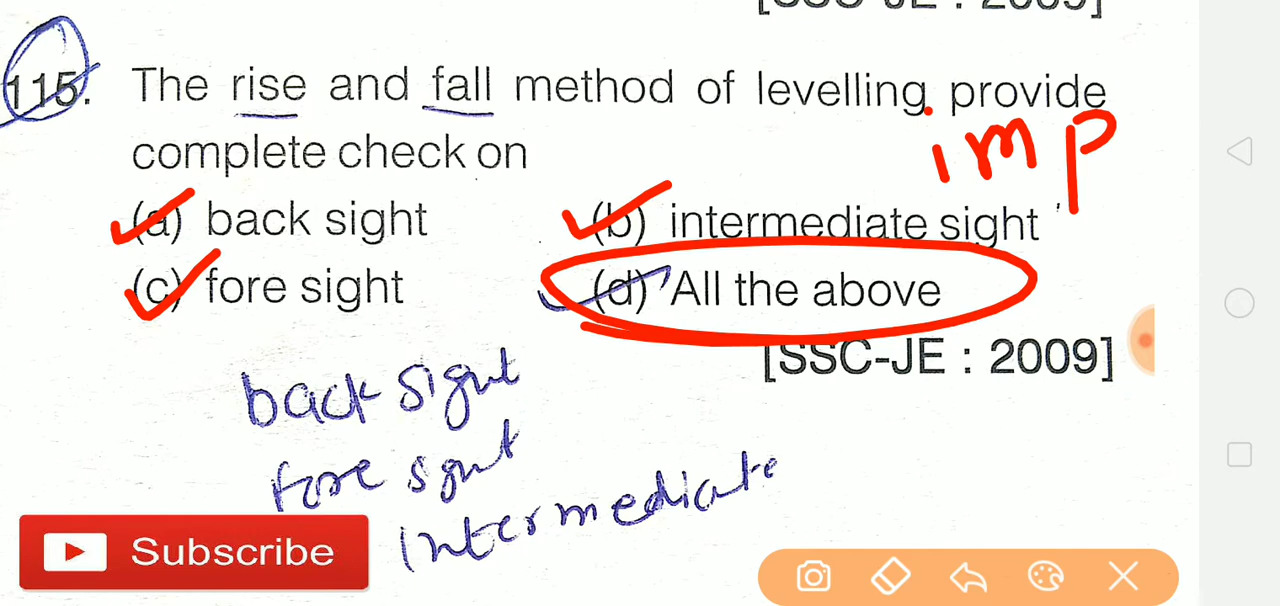 [SSC-JE : 2009]
115. The rise and fall method of levelling provide
imp
complete check on
(a) back sight
(b) intermediate sight
(c) fore sight
(d) All the above
[SSC-JE : 2009]
back sight
fore sght
intermediate
Subscribe